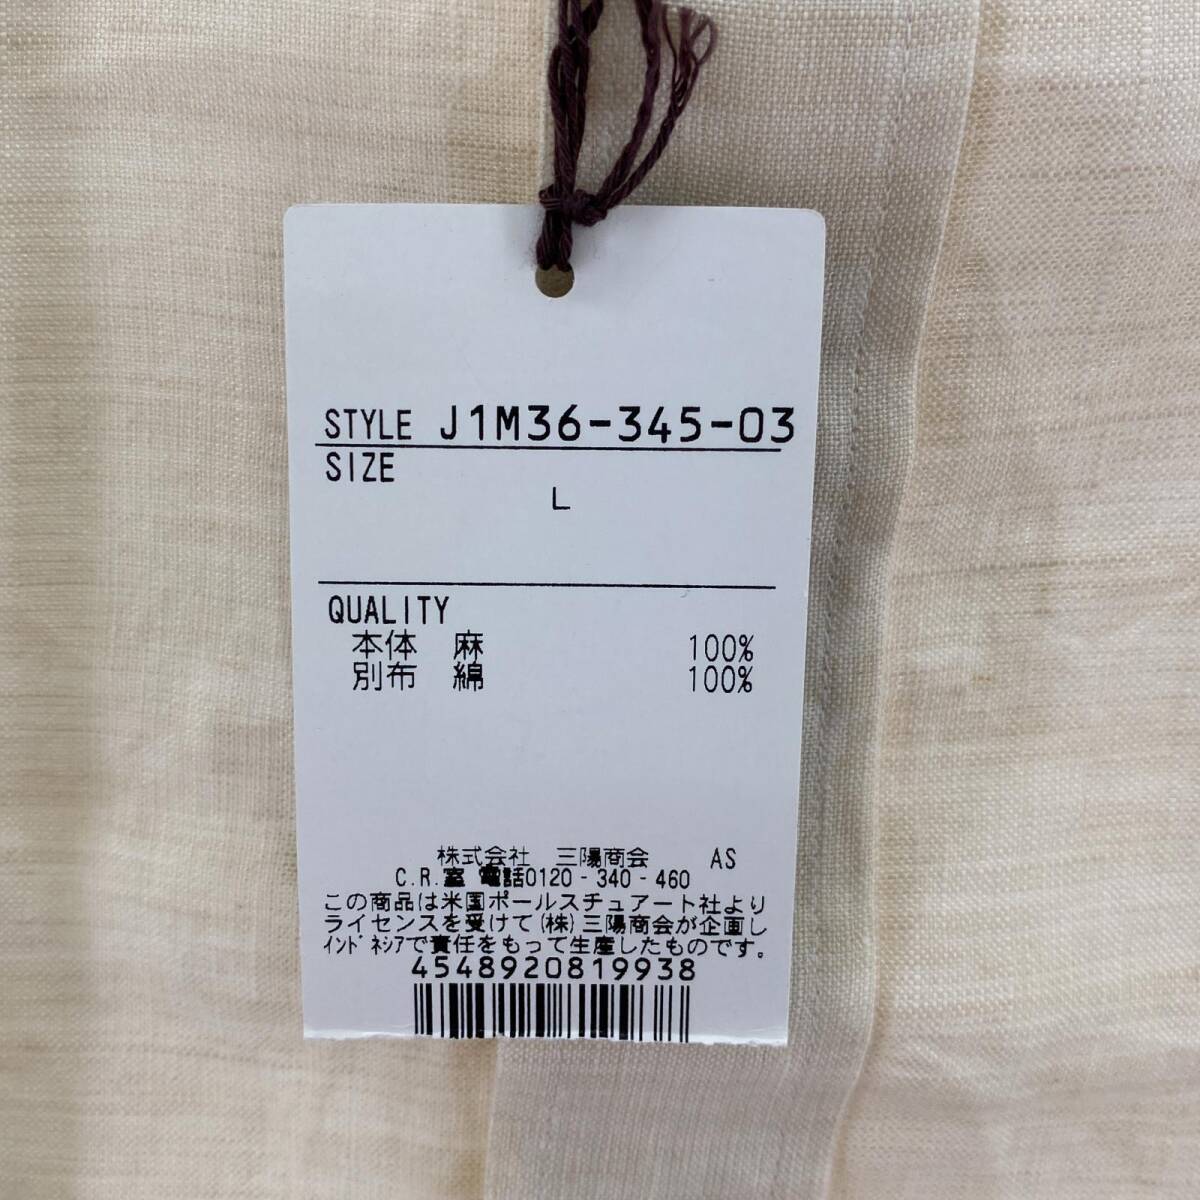 STYLE J1M36-345-03
SIZE
L
QUALITY
本体 麻 100%
別布 綿 100%
株式会社 三陽商会 AS
C.R.室 電話0120-340-460
この商品は米国ポールスチュアート社より
ライセンスを受けて(株)三陽商会が企画し
インドネシアで責任をもって生産したものです。
4548920819938